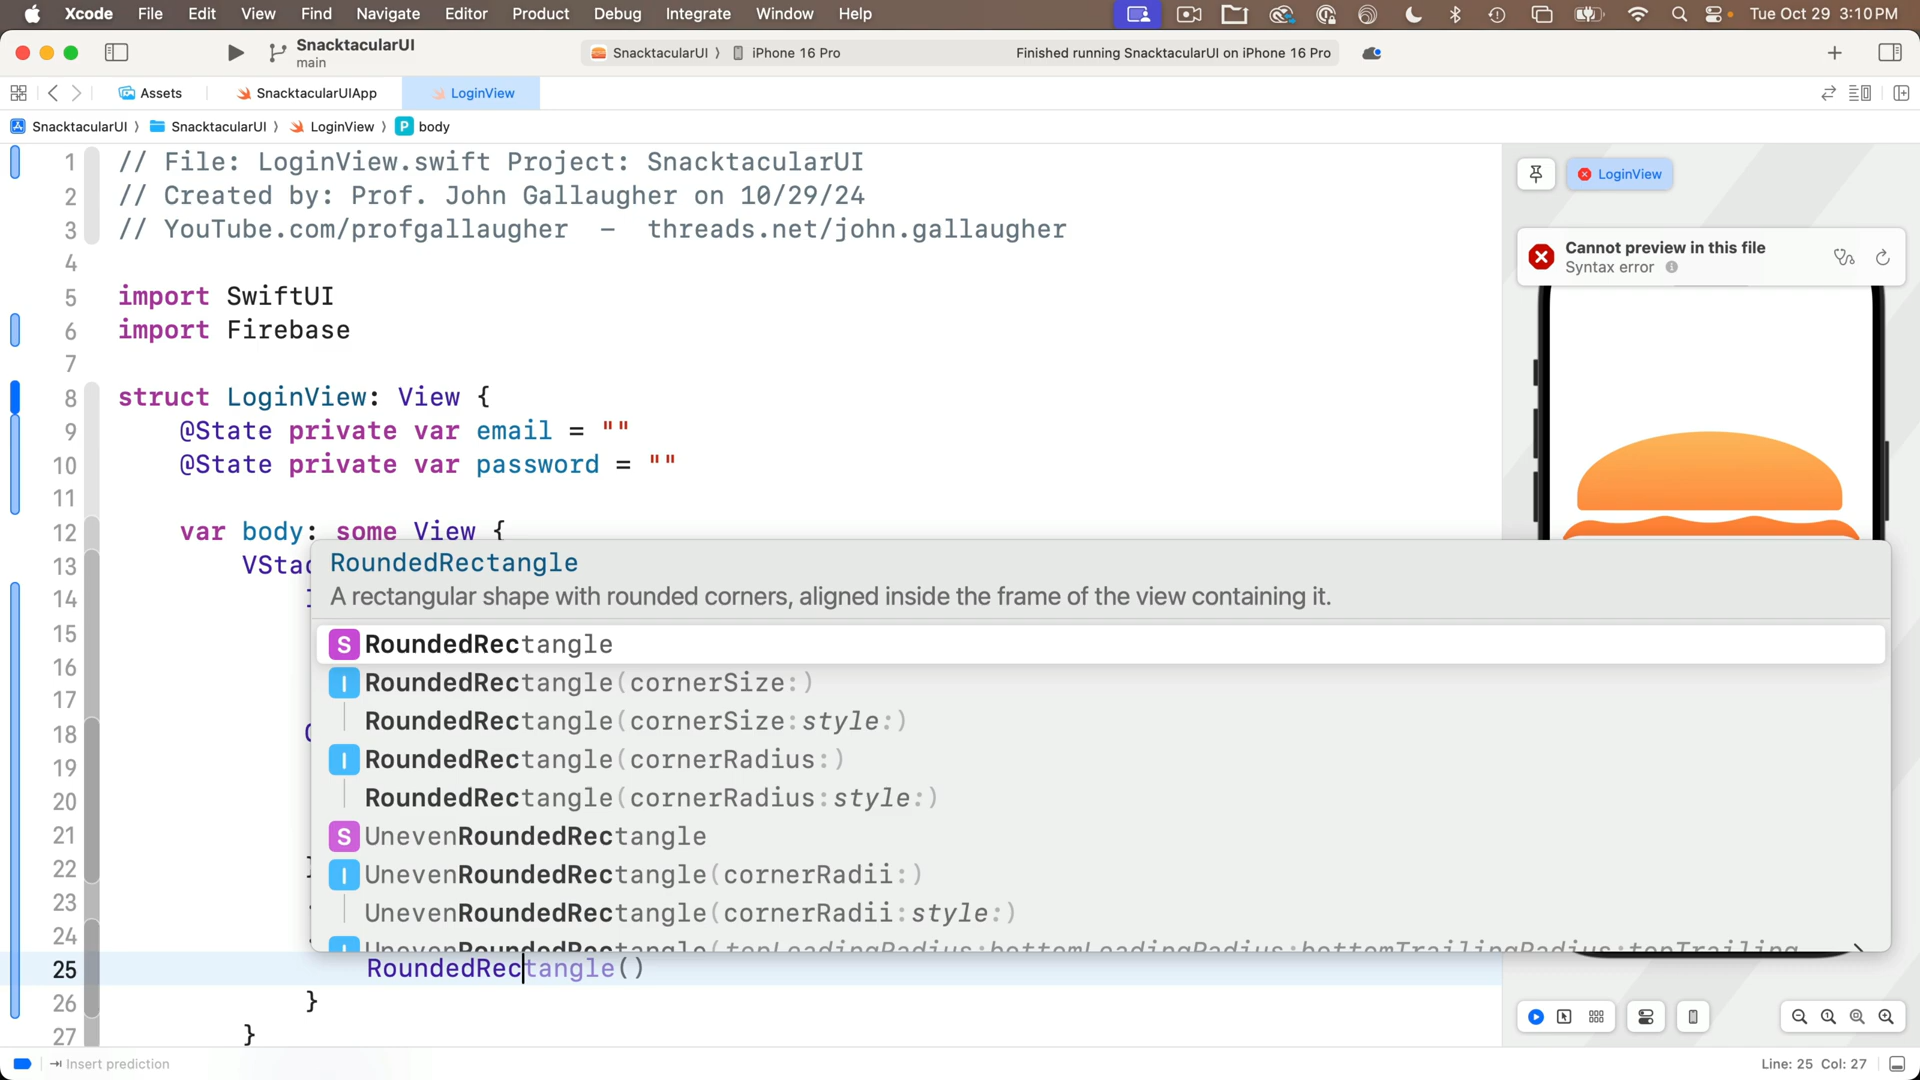 Xcode File Edit View Find Navigate Editor Product Debug Integrate Window Help Tue Oct 29 3:10 PM
SnacktacularUI
main
SnacktacularUI iPhone 16 Pro Finished running SnacktacularUI on iPhone 16 Pro
Assets SnacktacularUIApp LoginView
SnacktacularUI SnacktacularUI LoginView P body
1 // File: LoginView.swift Project: SnacktacularUI
2 // Created by: Prof. John Gallaugher on 10/29/24
3 // YouTube.com/profgallaugher – threads.net/john.gallaugher
4
5 import SwiftUI
6 import Firebase
7
8 struct LoginView: View {
9 @State private var email = ""
10 @State private var password = ""
11
12 var body: some View {
13 VStac
14
15
16
17
18
19
20
21
22
23
24
RoundedRectangle
A rectangular shape with rounded corners, aligned inside the frame of the view containing it.
S RoundedRectangle
I RoundedRectangle(cornerSize:)
RoundedRectangle(cornerSize:style:)
I RoundedRectangle(cornerRadius:)
RoundedRectangle(cornerRadius:style:)
S UnevenRoundedRectangle
I UnevenRoundedRectangle(cornerRadii:)
UnevenRoundedRectangle(cornerRadii:style:)
UnevenRoundedRectangle(topLeadingRadius:bottomLeadingRadius:bottomTrailingRadius:topTrailing
25 RoundedRectangle()
26 }
27 }
LoginView
Cannot preview in this file
Syntax error
Insert prediction
Line: 25 Col: 27